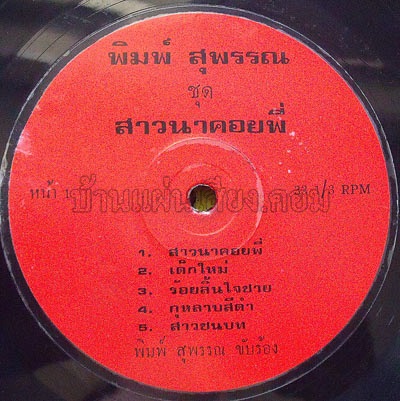 พิมพ์ สุพรรณ
ชุด
สาวนาคอยพี่
หน้า 1
33 1/3 RPM
บ้านแผ่นเสียง.คอม
1. สาวนาคอยพี่
2. เด็กใหม่
3. ร้อยลิ้นใจชาย
4. กุหลาบสีดำ
5. สาวชนบท
พิมพ์ สุพรรณ ขับร้อง